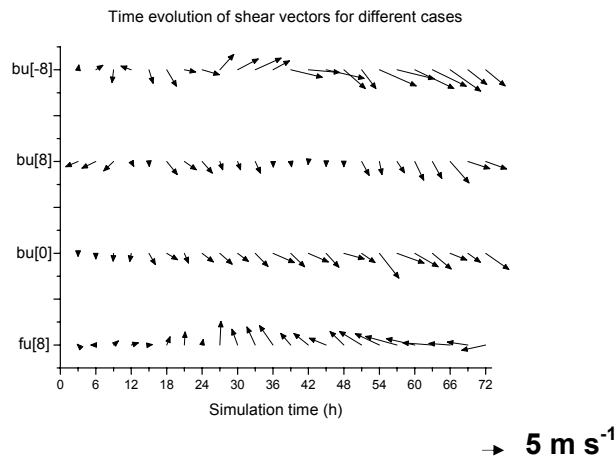 Time evolution of shear vectors for different cases
bu[-8]
bu[8]
bu[0]
fu[8]
0 6 12 18 24 30 36 42 48 54 60 66 72
Simulation time (h)
5 m s⁻¹